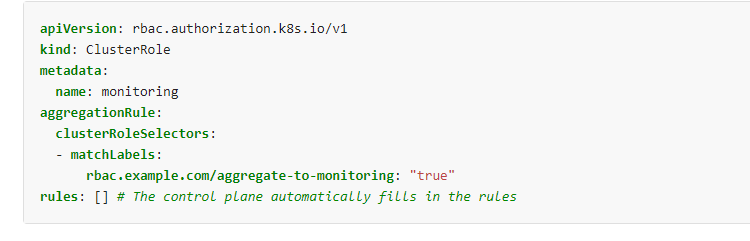 apiVersion: rbac.authorization.k8s.io/v1
kind: ClusterRole
metadata:
  name: monitoring
aggregationRule:
  clusterRoleSelectors:
  - matchLabels:
      rbac.example.com/aggregate-to-monitoring: "true"
rules: [] # The control plane automatically fills in the rules